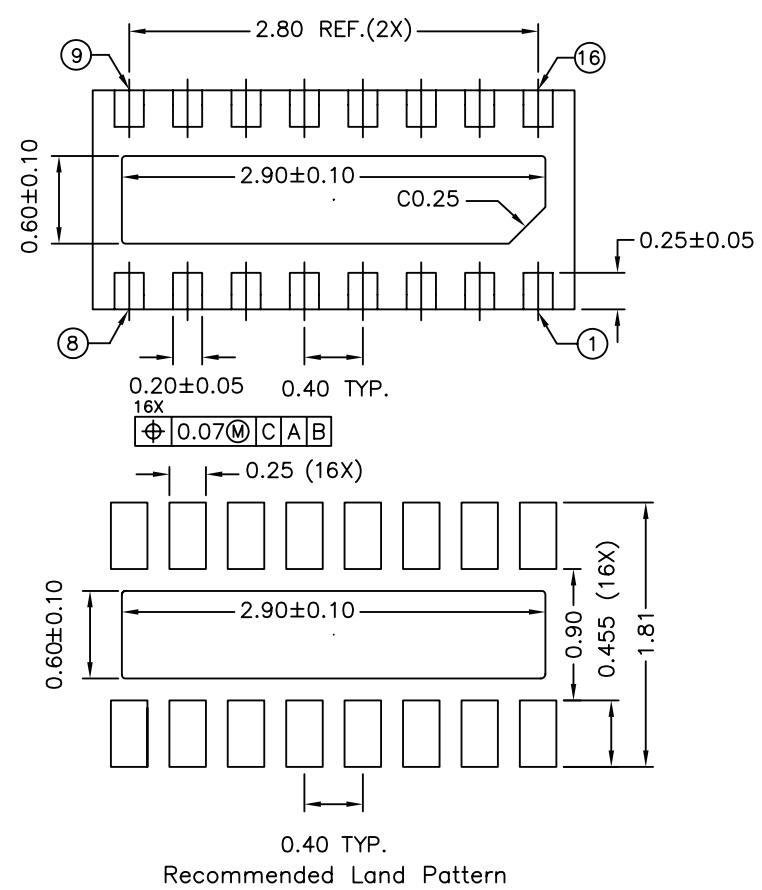 2.80 REF.(2X)
9
16
0.60±0.10
2.90±0.10
C0.25
0.25±0.05
8
1
0.20±0.05
0.40 TYP.
16X
⌖ 0.07Ⓜ C A B
0.25 (16X)
0.60±0.10
2.90±0.10
0.90
0.455 (16X)
1.81
0.40 TYP.
Recommended Land Pattern